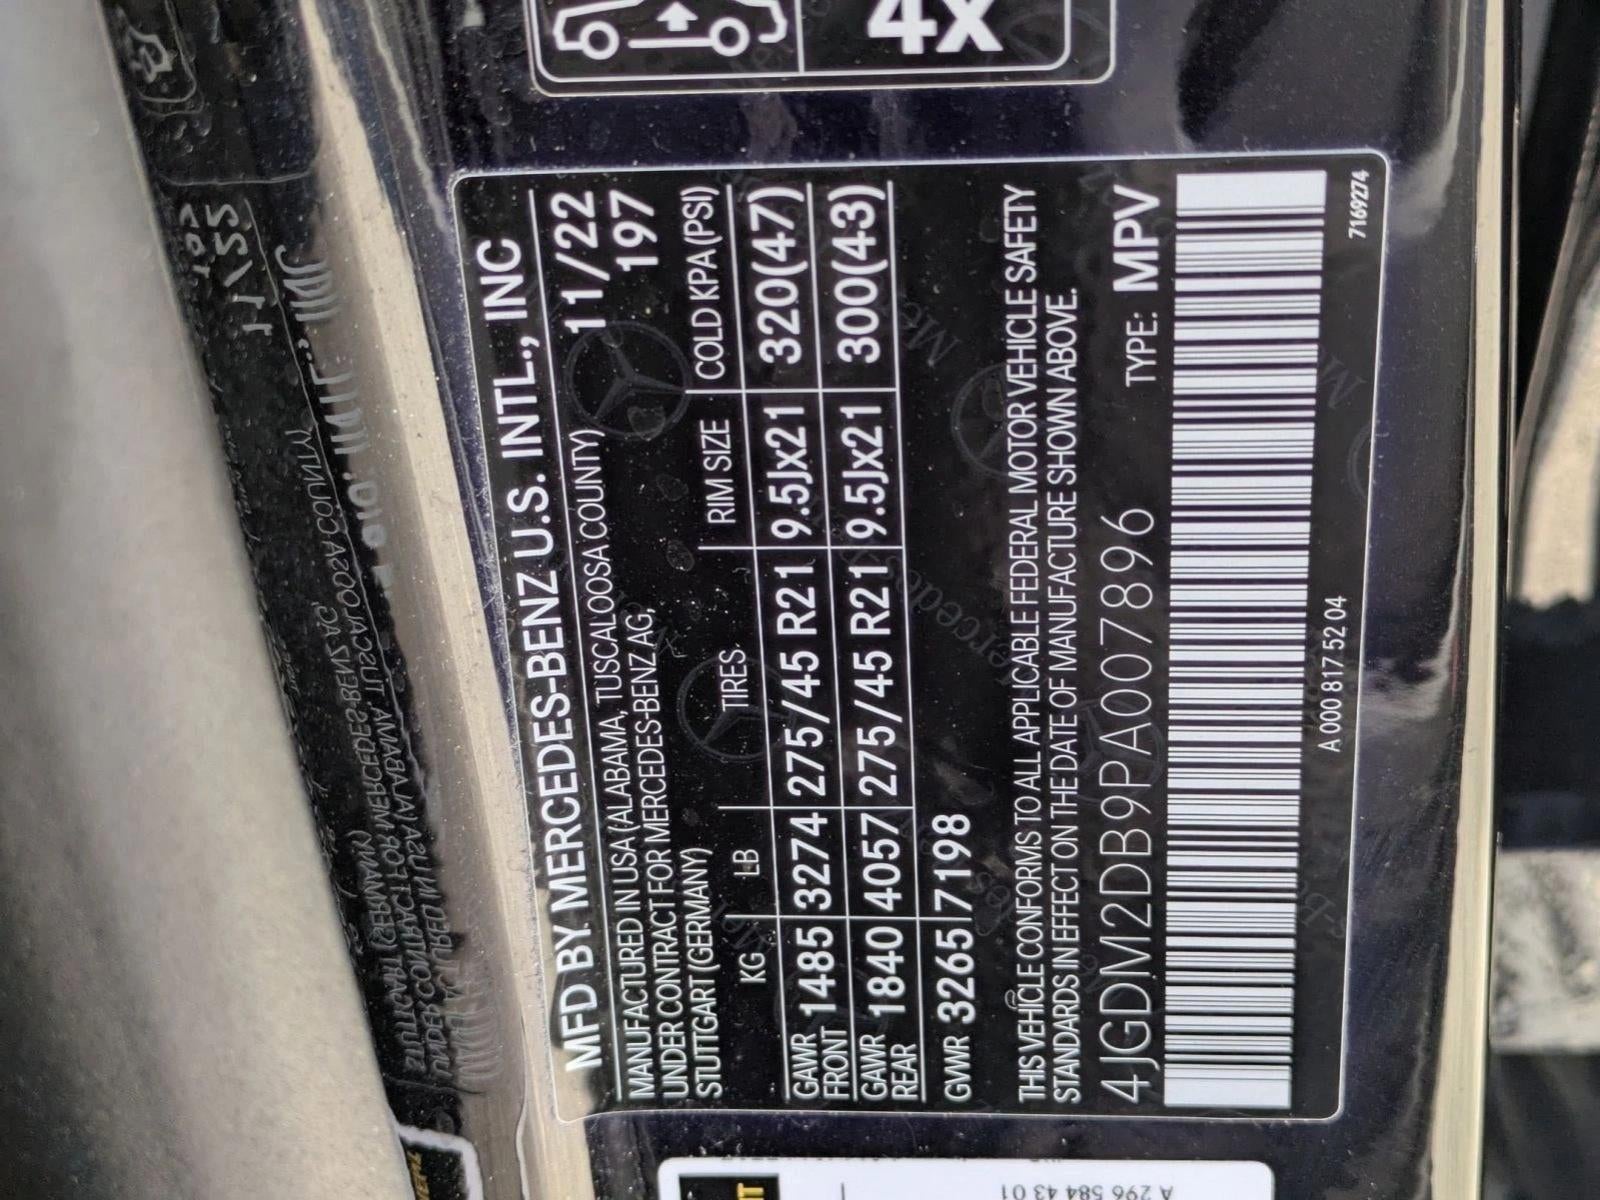 4x
MFD BY MERCEDES-BENZ U.S. INTL., INC
MANUFACTURED IN USA (ALABAMA, TUSCALOOSA COUNTY) 11/22
UNDER CONTRACT FOR MERCEDES-BENZ AG, 197
STUTTGART (GERMANY)
KG LB TIRES RIM SIZE COLD KPA (PSI)
GAWR FRONT 1485 3274 275/45 R21 9.5Jx21 320(47)
GAWR REAR 1840 4057 275/45 R21 9.5Jx21 300(43)
GVWR 3265 7198
THIS VEHICLE CONFORMS TO ALL APPLICABLE FEDERAL MOTOR VEHICLE SAFETY
STANDARDS IN EFFECT ON THE DATE OF MANUFACTURE SHOWN ABOVE.
4JGDM2DB9PA007896 TYPE: MPV
A 000 817 52 04
7169274
A 296 584 43 01